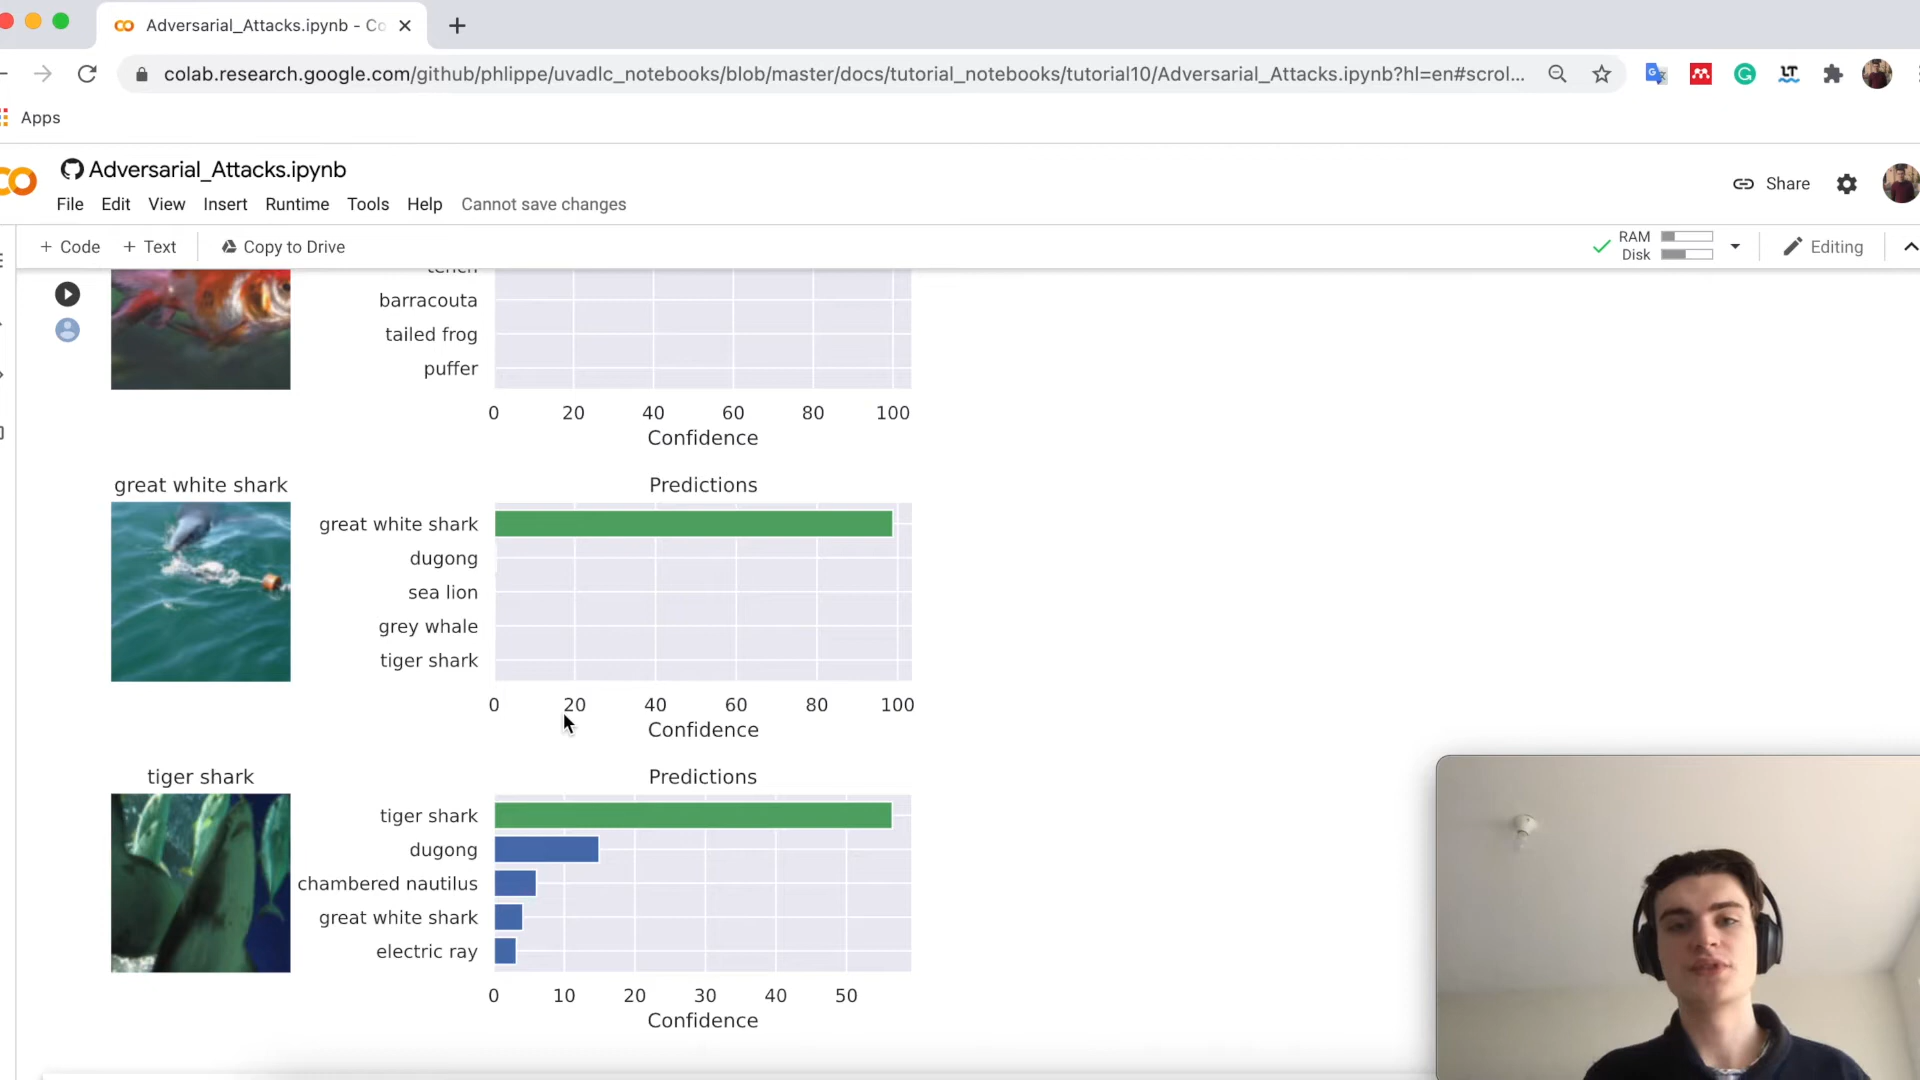 Adversarial_Attacks.ipynb - Co
colab.research.google.com/github/phlippe/uvadlc_notebooks/blob/master/docs/tutorial_notebooks/tutorial10/Adversarial_Attacks.ipynb?hl=en#scrol...
Apps
Adversarial_Attacks.ipynb
Share
File Edit View Insert Runtime Tools Help Cannot save changes
+ Code + Text Copy to Drive
RAM
Disk
Editing
tench
barracouta
tailed frog
puffer
0 20 40 60 80 100
Confidence
great white shark
Predictions
great white shark
dugong
sea lion
grey whale
tiger shark
0 20 40 60 80 100
Confidence
tiger shark
Predictions
tiger shark
dugong
chambered nautilus
great white shark
electric ray
0 10 20 30 40 50
Confidence